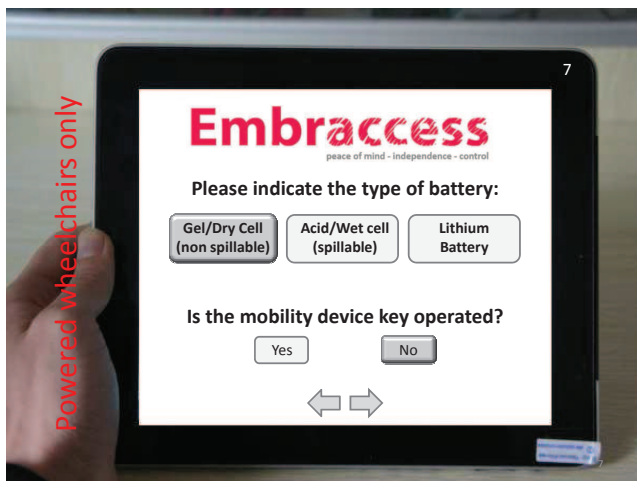 7
Powered wheelchairs only
Embraccess
peace of mind - independence - control
Please indicate the type of battery:
Gel/Dry Cell
(non spillable)
Acid/Wet cell
(spillable)
Lithium
Battery
Is the mobility device key operated?
Yes
No